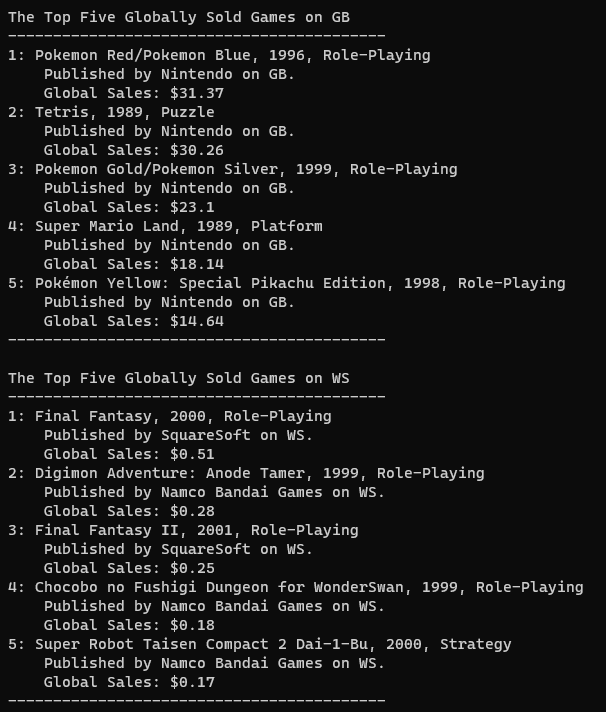 The Top Five Globally Sold Games on GB
------------------------------------------
1: Pokemon Red/Pokemon Blue, 1996, Role-Playing
    Published by Nintendo on GB.
    Global Sales: $31.37
2: Tetris, 1989, Puzzle
    Published by Nintendo on GB.
    Global Sales: $30.26
3: Pokemon Gold/Pokemon Silver, 1999, Role-Playing
    Published by Nintendo on GB.
    Global Sales: $23.1
4: Super Mario Land, 1989, Platform
    Published by Nintendo on GB.
    Global Sales: $18.14
5: Pokémon Yellow: Special Pikachu Edition, 1998, Role-Playing
    Published by Nintendo on GB.
    Global Sales: $14.64
------------------------------------------

The Top Five Globally Sold Games on WS
------------------------------------------
1: Final Fantasy, 2000, Role-Playing
    Published by SquareSoft on WS.
    Global Sales: $0.51
2: Digimon Adventure: Anode Tamer, 1999, Role-Playing
    Published by Namco Bandai Games on WS.
    Global Sales: $0.28
3: Final Fantasy II, 2001, Role-Playing
    Published by SquareSoft on WS.
    Global Sales: $0.25
4: Chocobo no Fushigi Dungeon for WonderSwan, 1999, Role-Playing
    Published by Namco Bandai Games on WS.
    Global Sales: $0.18
5: Super Robot Taisen Compact 2 Dai-1-Bu, 2000, Strategy
    Published by Namco Bandai Games on WS.
    Global Sales: $0.17
------------------------------------------